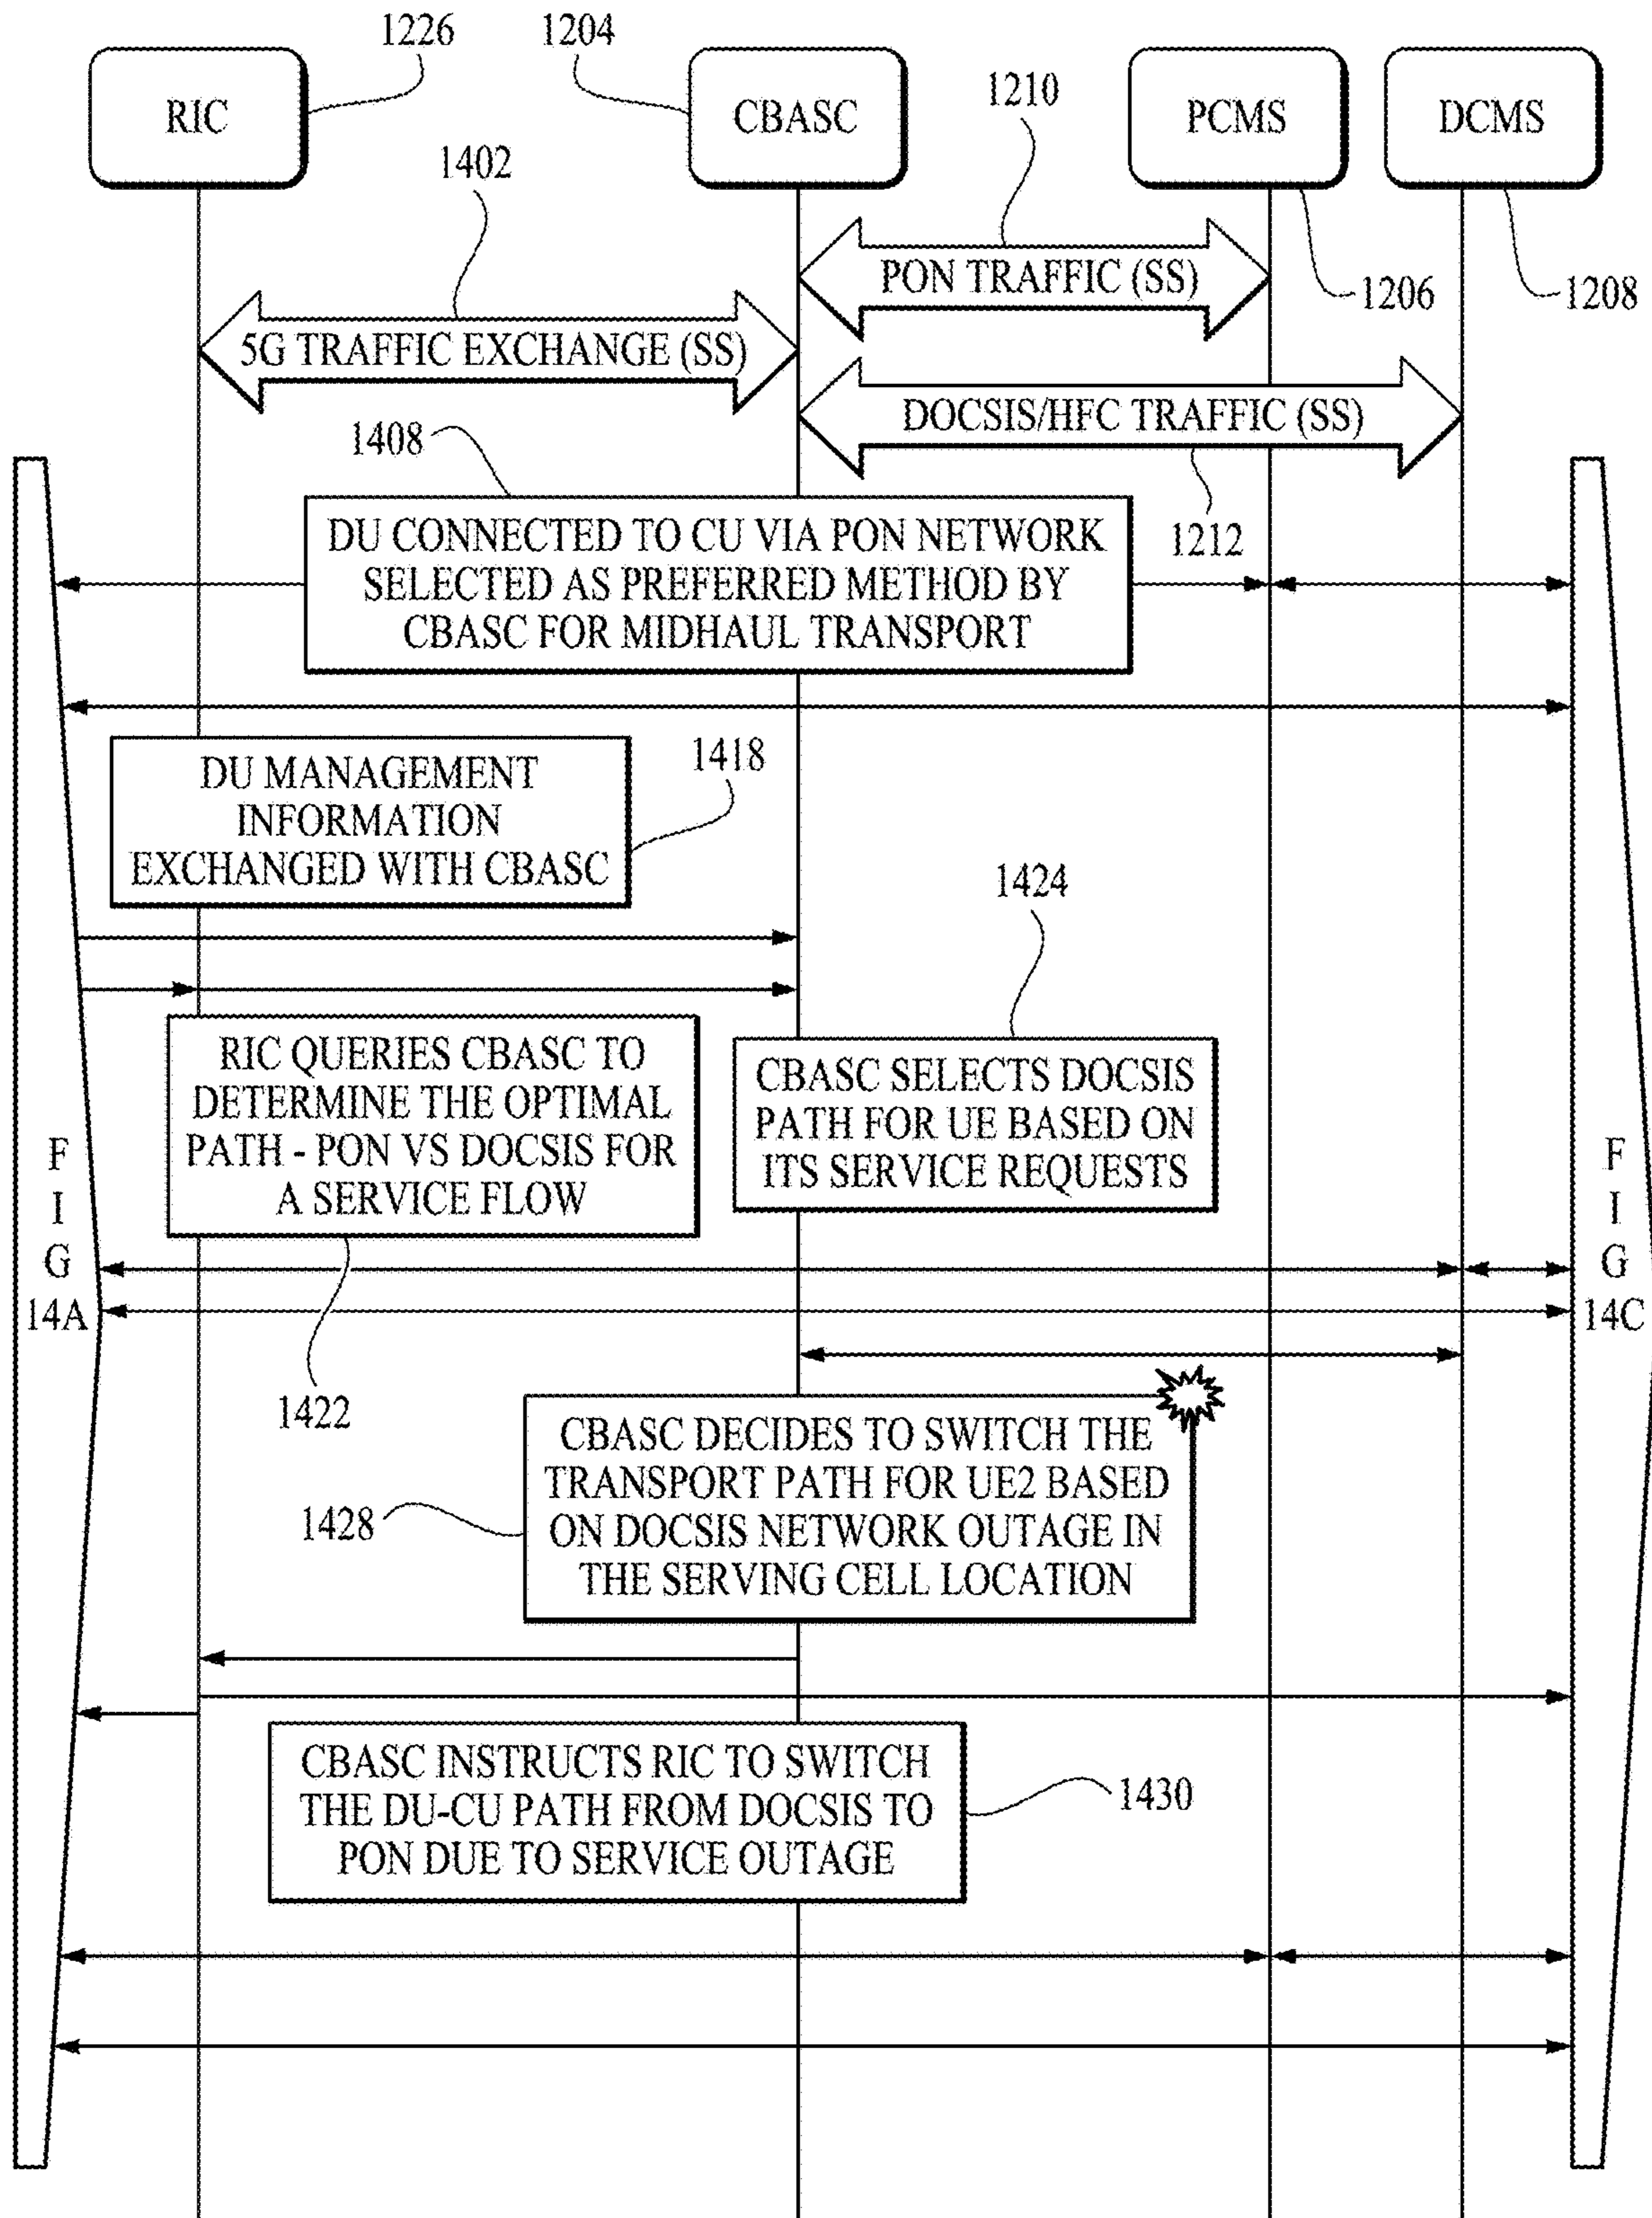 1226
1204
RIC
CBASC
1210
PCMS
DCMS
1402
PON TRAFFIC (SS)
1206
1208
5G TRAFFIC EXCHANGE (SS)
DOCSIS/HFC TRAFFIC (SS)
1408
1212
DU CONNECTED TO CU VIA PON NETWORK
SELECTED AS PREFERRED METHOD BY
CBASC FOR MIDHAUL TRANSPORT
1418
DU MANAGEMENT
INFORMATION
EXCHANGED WITH CBASC
1424
RIC QUERIES CBASC TO
DETERMINE THE OPTIMAL
PATH - PON VS DOCSIS FOR
A SERVICE FLOW
CBASC SELECTS DOCSIS
PATH FOR UE BASED ON
ITS SERVICE REQUESTS
F
I
G
14A
F
I
G
14C
1422
CBASC DECIDES TO SWITCH THE
TRANSPORT PATH FOR UE2 BASED
ON DOCSIS NETWORK OUTAGE IN
THE SERVING CELL LOCATION
1428
CBASC INSTRUCTS RIC TO SWITCH
THE DU-CU PATH FROM DOCSIS TO
PON DUE TO SERVICE OUTAGE
1430